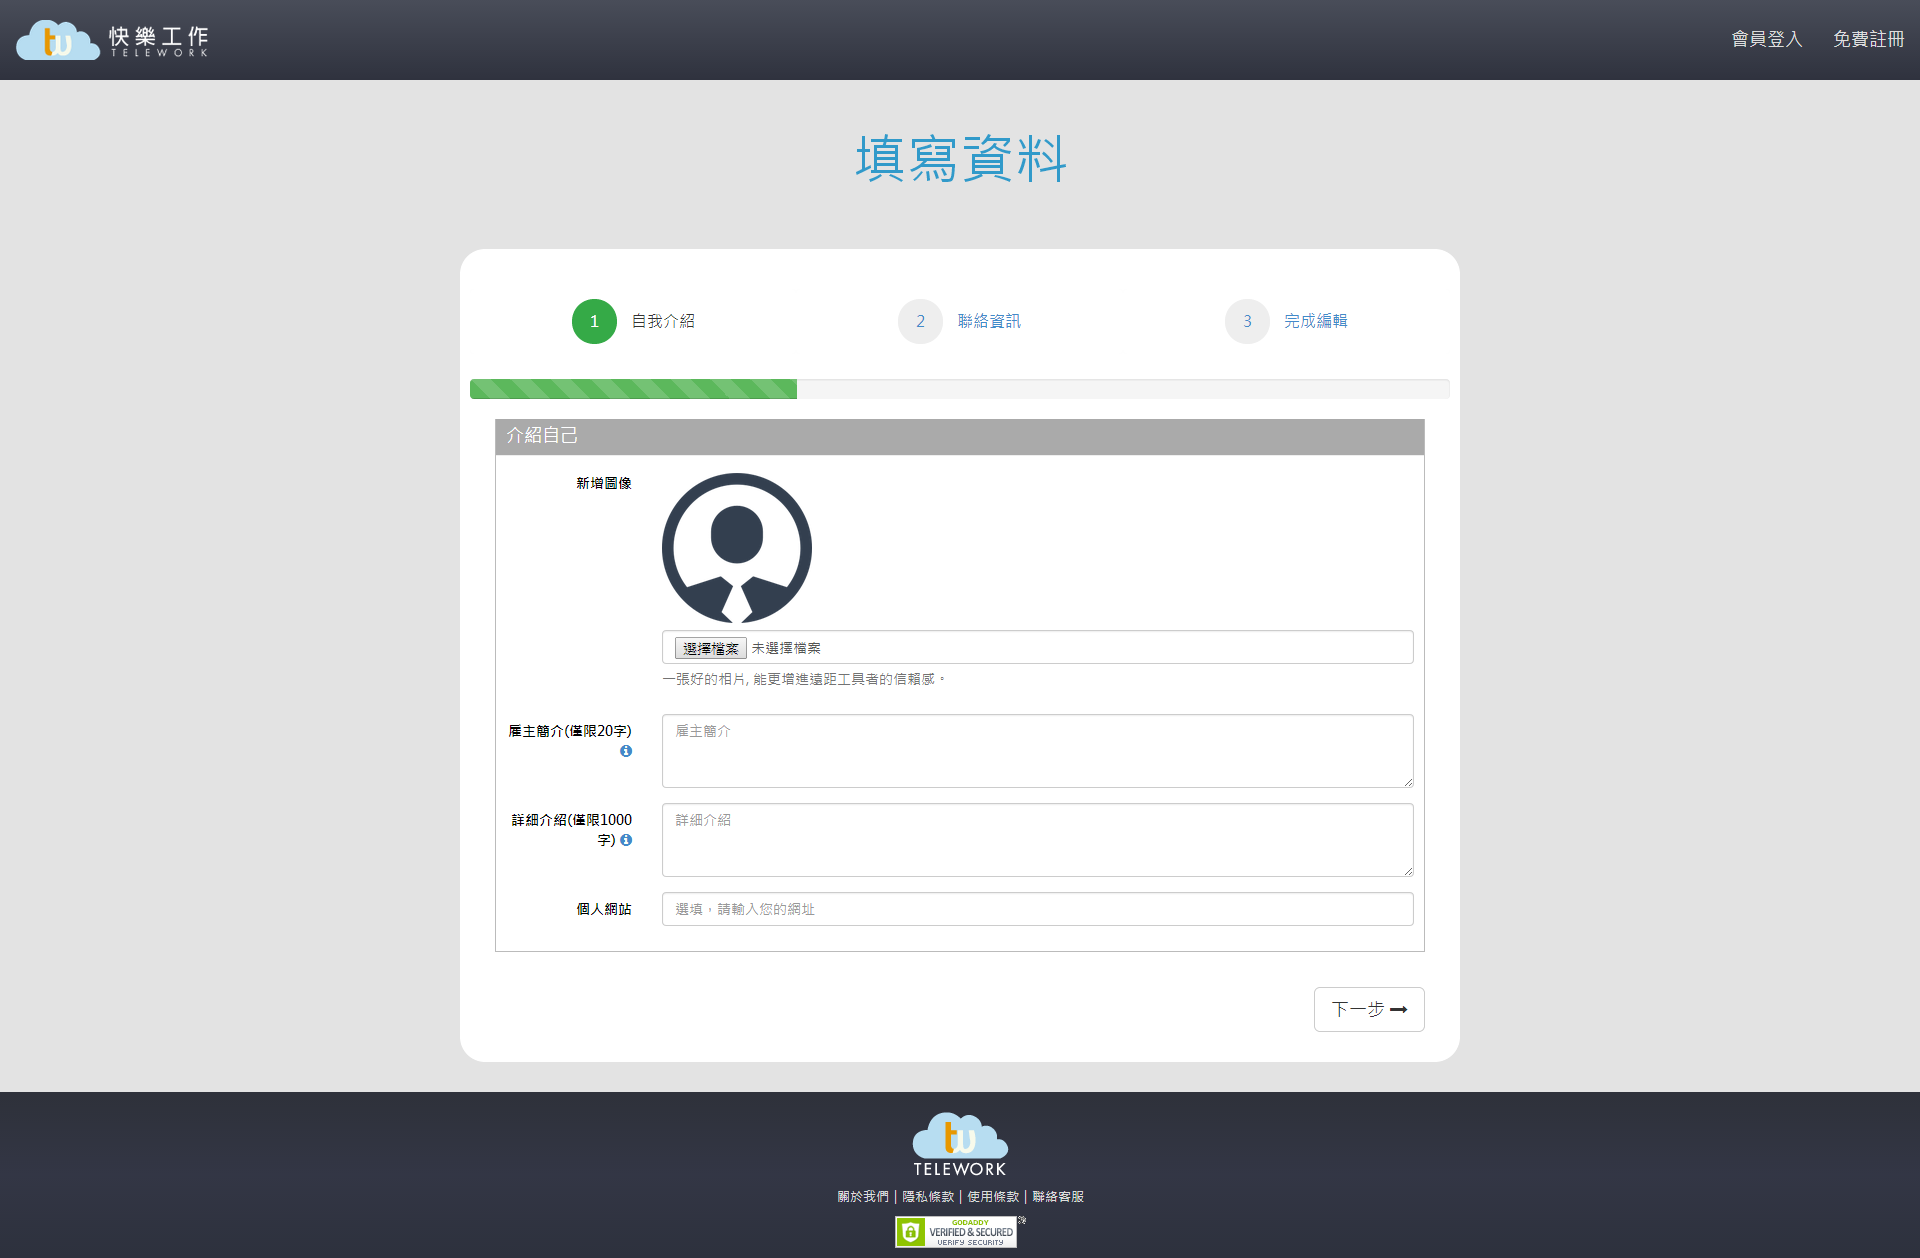 tw 快樂工作
TELEWORK
會員登入 免費註冊
填寫資料
1 自我介紹
2 聯絡資訊
3 完成編輯
介紹自己
新增圖像
選擇檔案 未選擇檔案
一張好的相片, 能更增進遠距工具者的信賴感。
雇主簡介(僅限20字)
雇主簡介
詳細介紹(僅限1000
字)
詳細介紹
個人網站
選填，請輸入您的網址
下一步
tw
TELEWORK
關於我們 | 隱私條款 | 使用條款 | 聯絡客服
GODADDY
VERIFIED & SECURED
VERIFY SECURITY